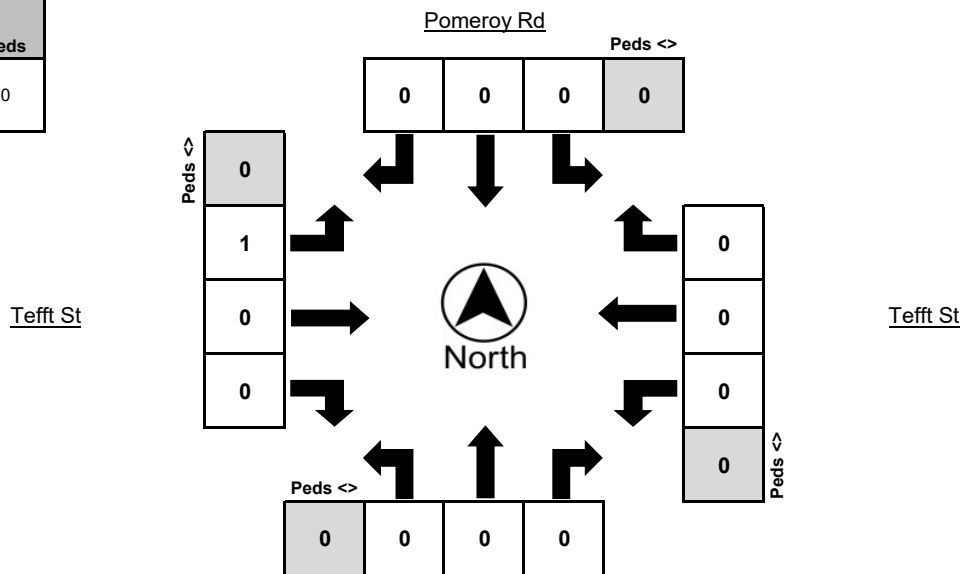 Pomeroy Rd
Peds <>
eds
0
0 0 0 0
Peds <>
0
1
0
0
0
0
0
0
Peds <>
Tefft St
Tefft St
North
Peds <>
0 0 0 0